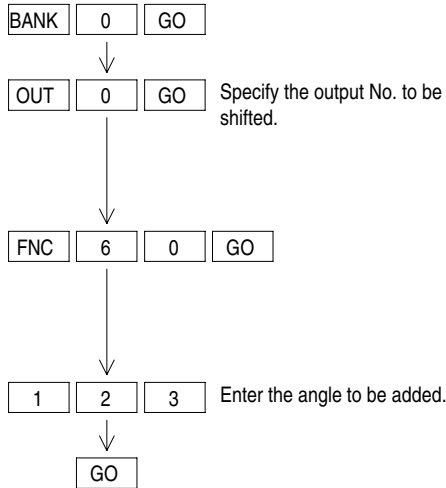 BANK 0 GO
OUT 0 GO Specify the output No. to be
shifted.
FNC 6 0 GO
1 2 3 Enter the angle to be added.
GO